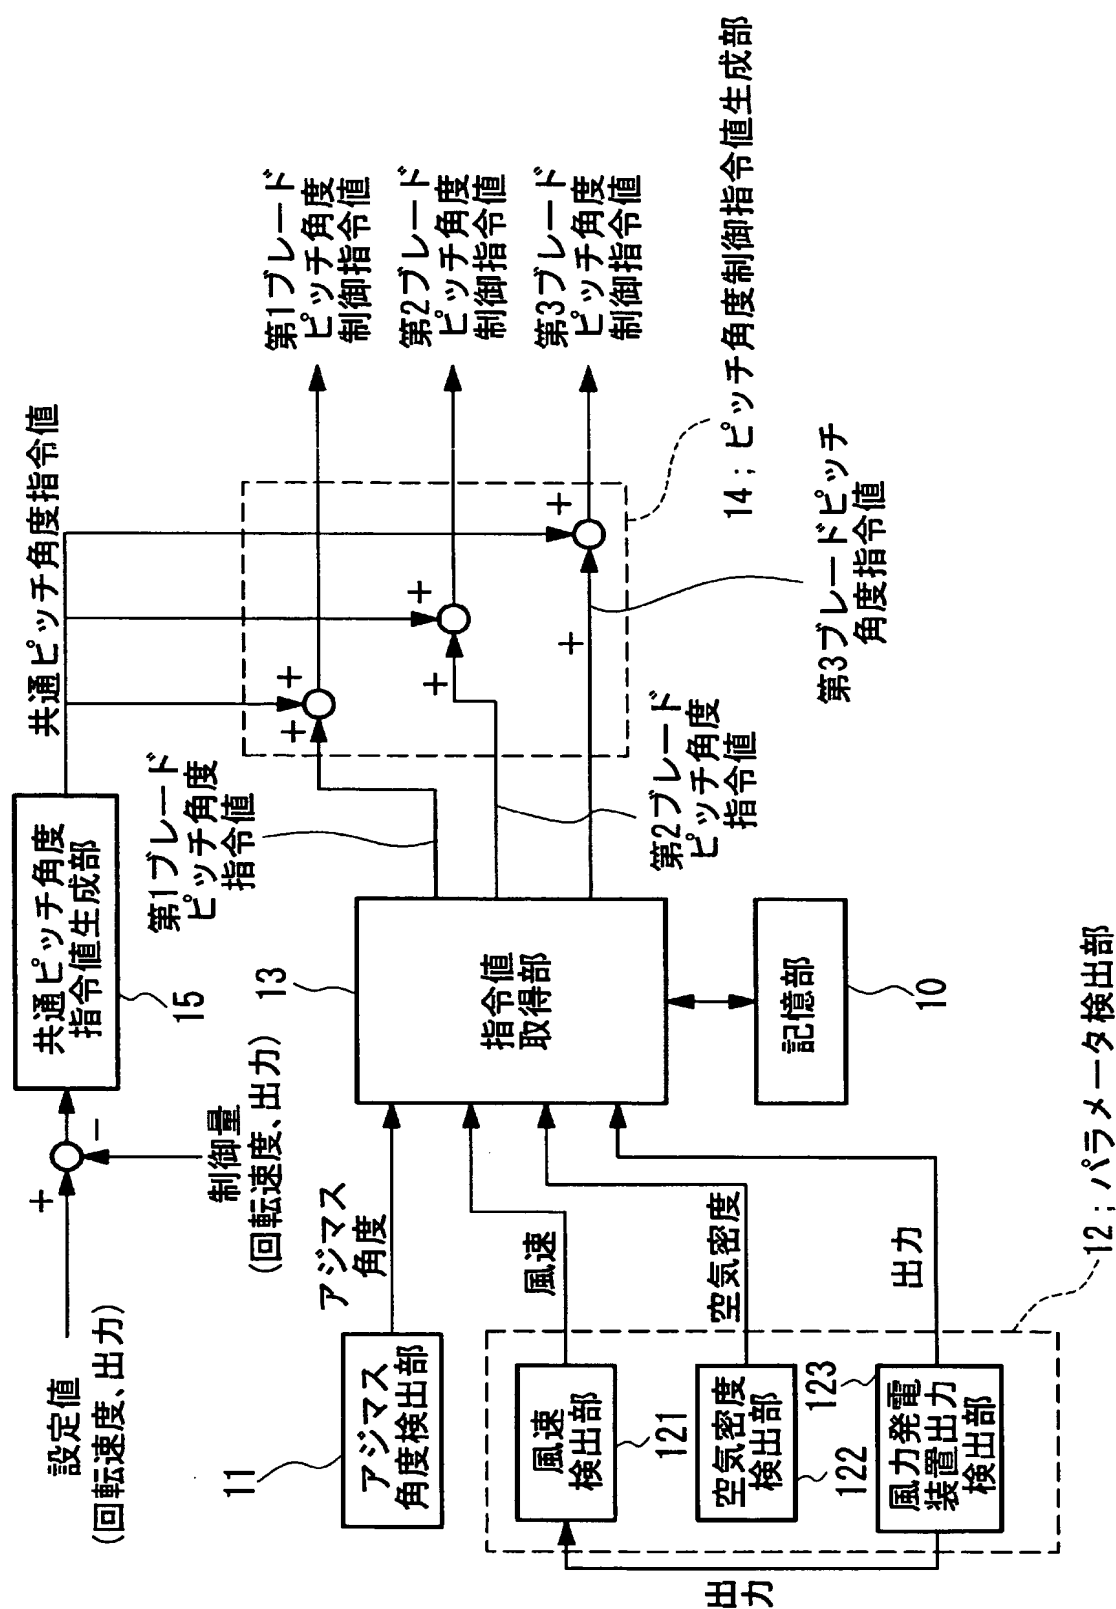 設定値
(回転速度、出力)
+
-
制御量
(回転速度、出力)
共通ピッチ角度
指令値生成部
15
共通ピッチ角度指令値
11
アジマス
角度検出部
アジマス
角度
13
指令値
取得部
第1ブレード
ピッチ角度
指令値
+
+
第1ブレード
ピッチ角度
制御指令値
+
+
第2ブレード
ピッチ角度
制御指令値
+
+
第3ブレード
ピッチ角度
制御指令値
第2ブレード
ピッチ角度
指令値
第3ブレードピッチ
角度指令値
14;ピッチ角度制御指令値生成部
風速
検出部
121
風速
空気密度
検出部
122
空気密度
風力発電
装置出力
検出部
123
出力
出力
記憶部
10
12;パラメータ検出部